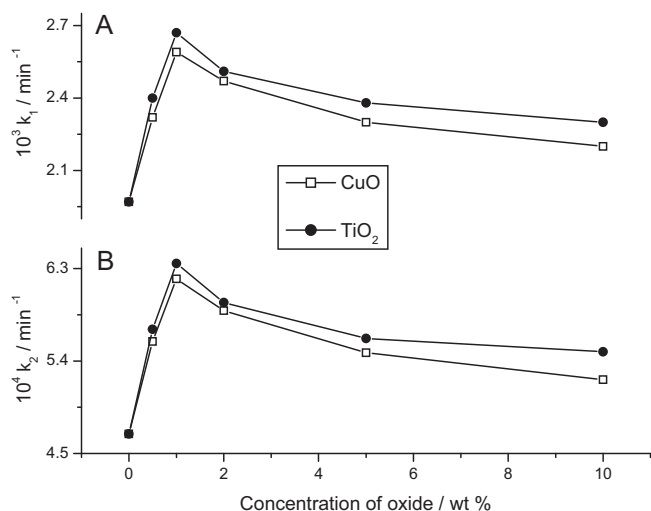 A
2.7
2.4
2.1
10³ k₁ / min⁻¹
CuO
TiO₂
B
6.3
5.4
4.5
10⁴ k₂ / min⁻¹
0 2 4 6 8 10
Concentration of oxide / wt %